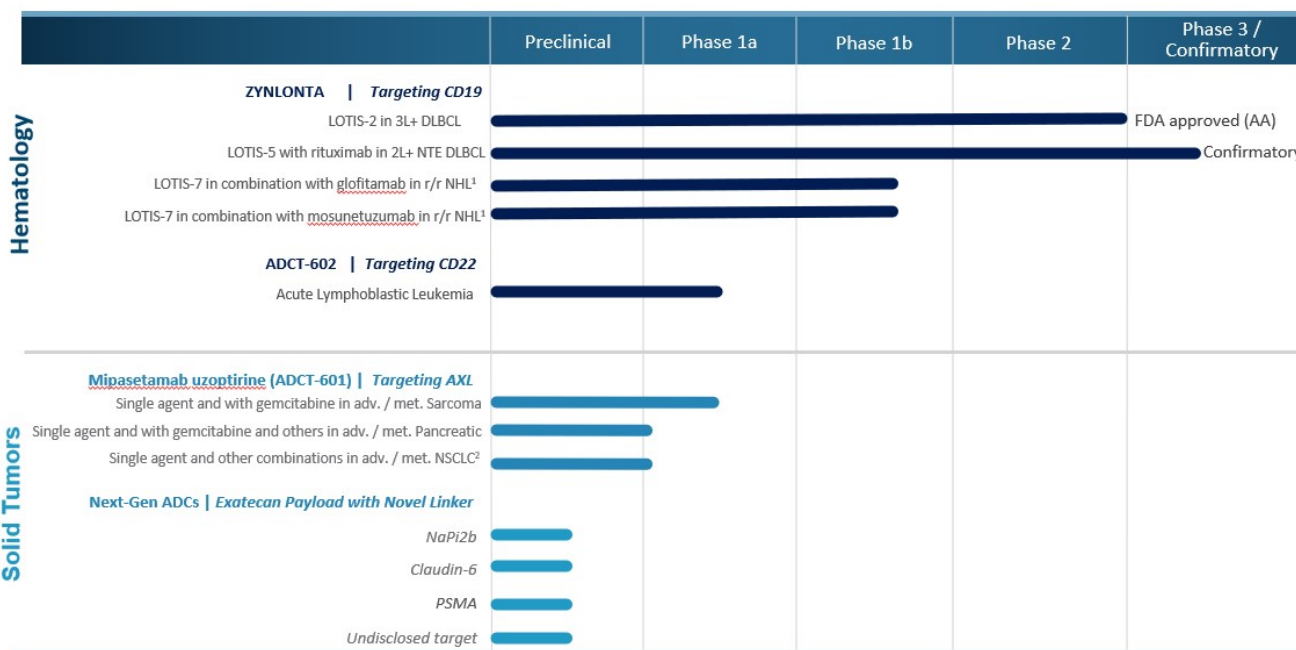 Preclinical
Phase 1a
Phase 1b
Phase 2
Phase 3 /
Confirmatory
Hematology
ZYNLONTA | Targeting CD19
LOTIS-2 in 3L+ DLBCL
FDA approved (AA)
LOTIS-5 with rituximab in 2L+ NTE DLBCL
Confirmatory
LOTIS-7 in combination with glofitamab in r/r NHL¹
LOTIS-7 in combination with mosunetuzumab in r/r NHL¹
ADCT-602 | Targeting CD22
Acute Lymphoblastic Leukemia
Solid Tumors
Mipasetamab uzoptirine (ADCT-601) | Targeting AXL
Single agent and with gemcitabine in adv. / met. Sarcoma
Single agent and with gemcitabine and others in adv. / met. Pancreatic
Single agent and other combinations in adv. / met. NSCLC²
Next-Gen ADCs | Exatecan Payload with Novel Linker
NaPi2b
Claudin-6
PSMA
Undisclosed target